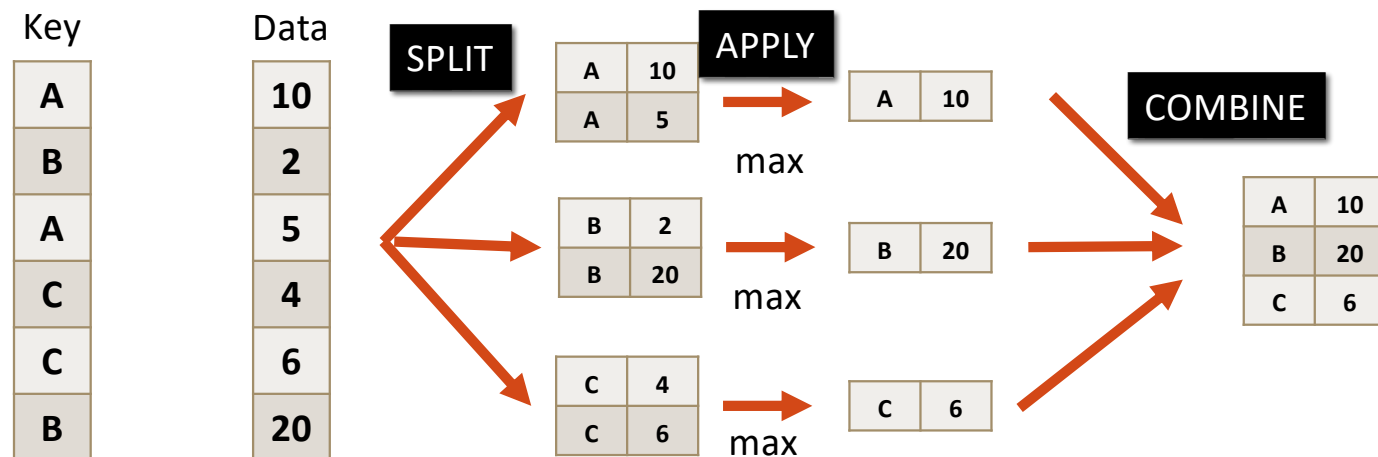 Key
A
B
A
C
C
B
Data
10
2
5
4
6
20
SPLIT
A 10
A 5
B 2
B 20
C 4
C 6
APPLY
max
max
max
A 10
B 20
C 6
COMBINE
A 10
B 20
C 6